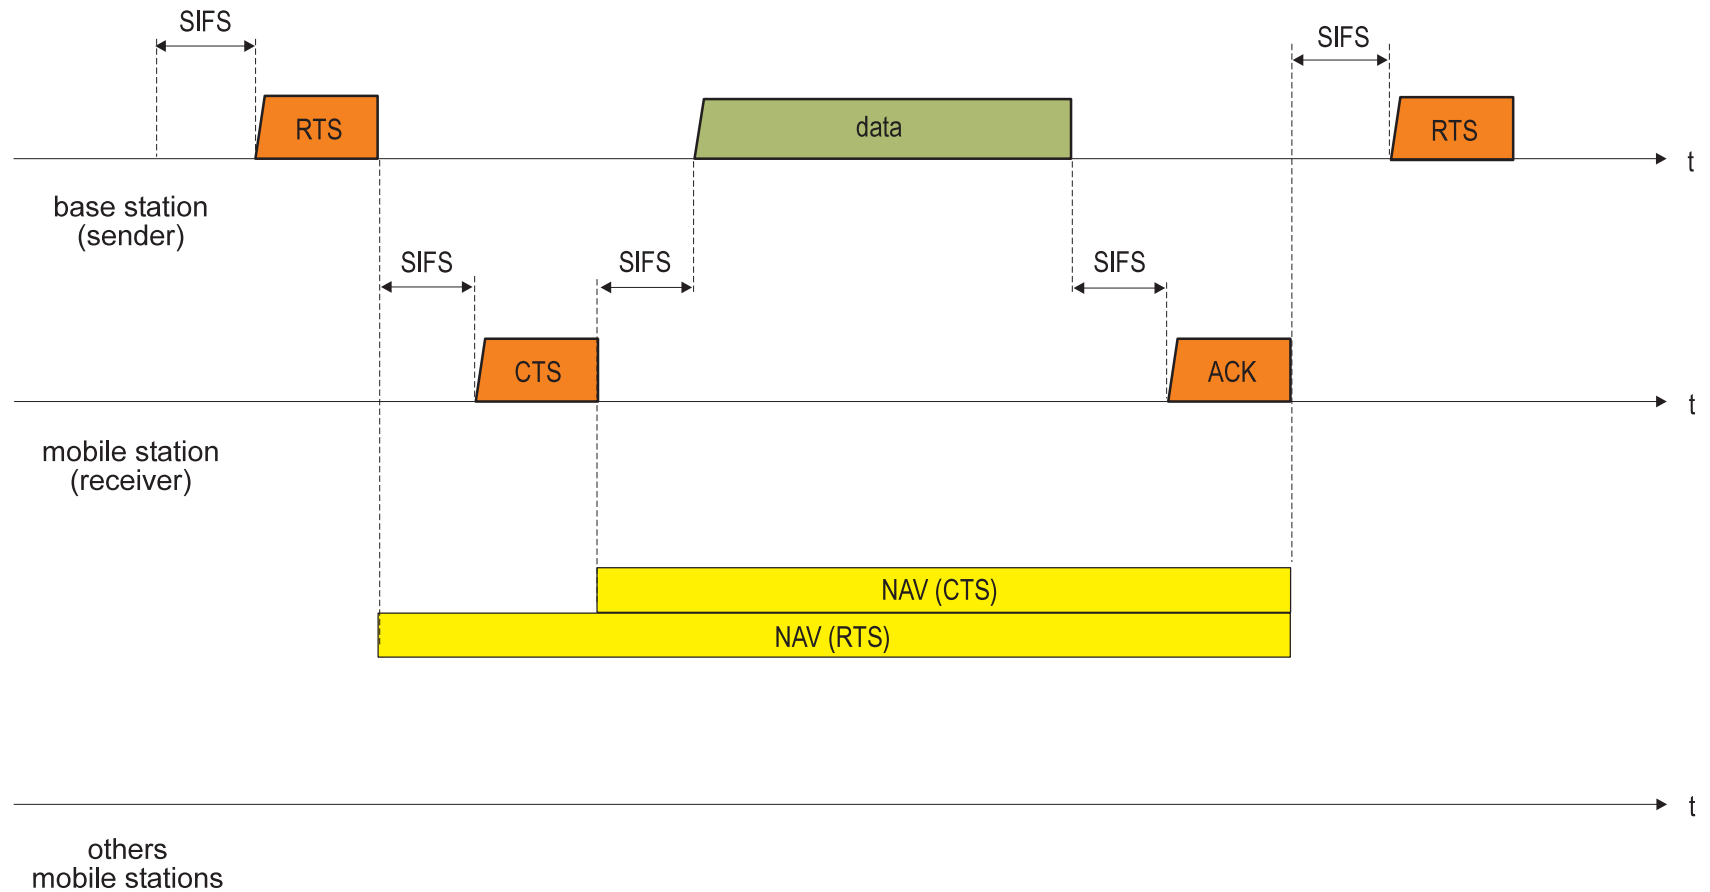 SIFS
SIFS
RTS
data
RTS
t
base station
(sender)
SIFS
SIFS
SIFS
CTS
ACK
t
mobile station
(receiver)
NAV (CTS)
NAV (RTS)
t
others
mobile stations